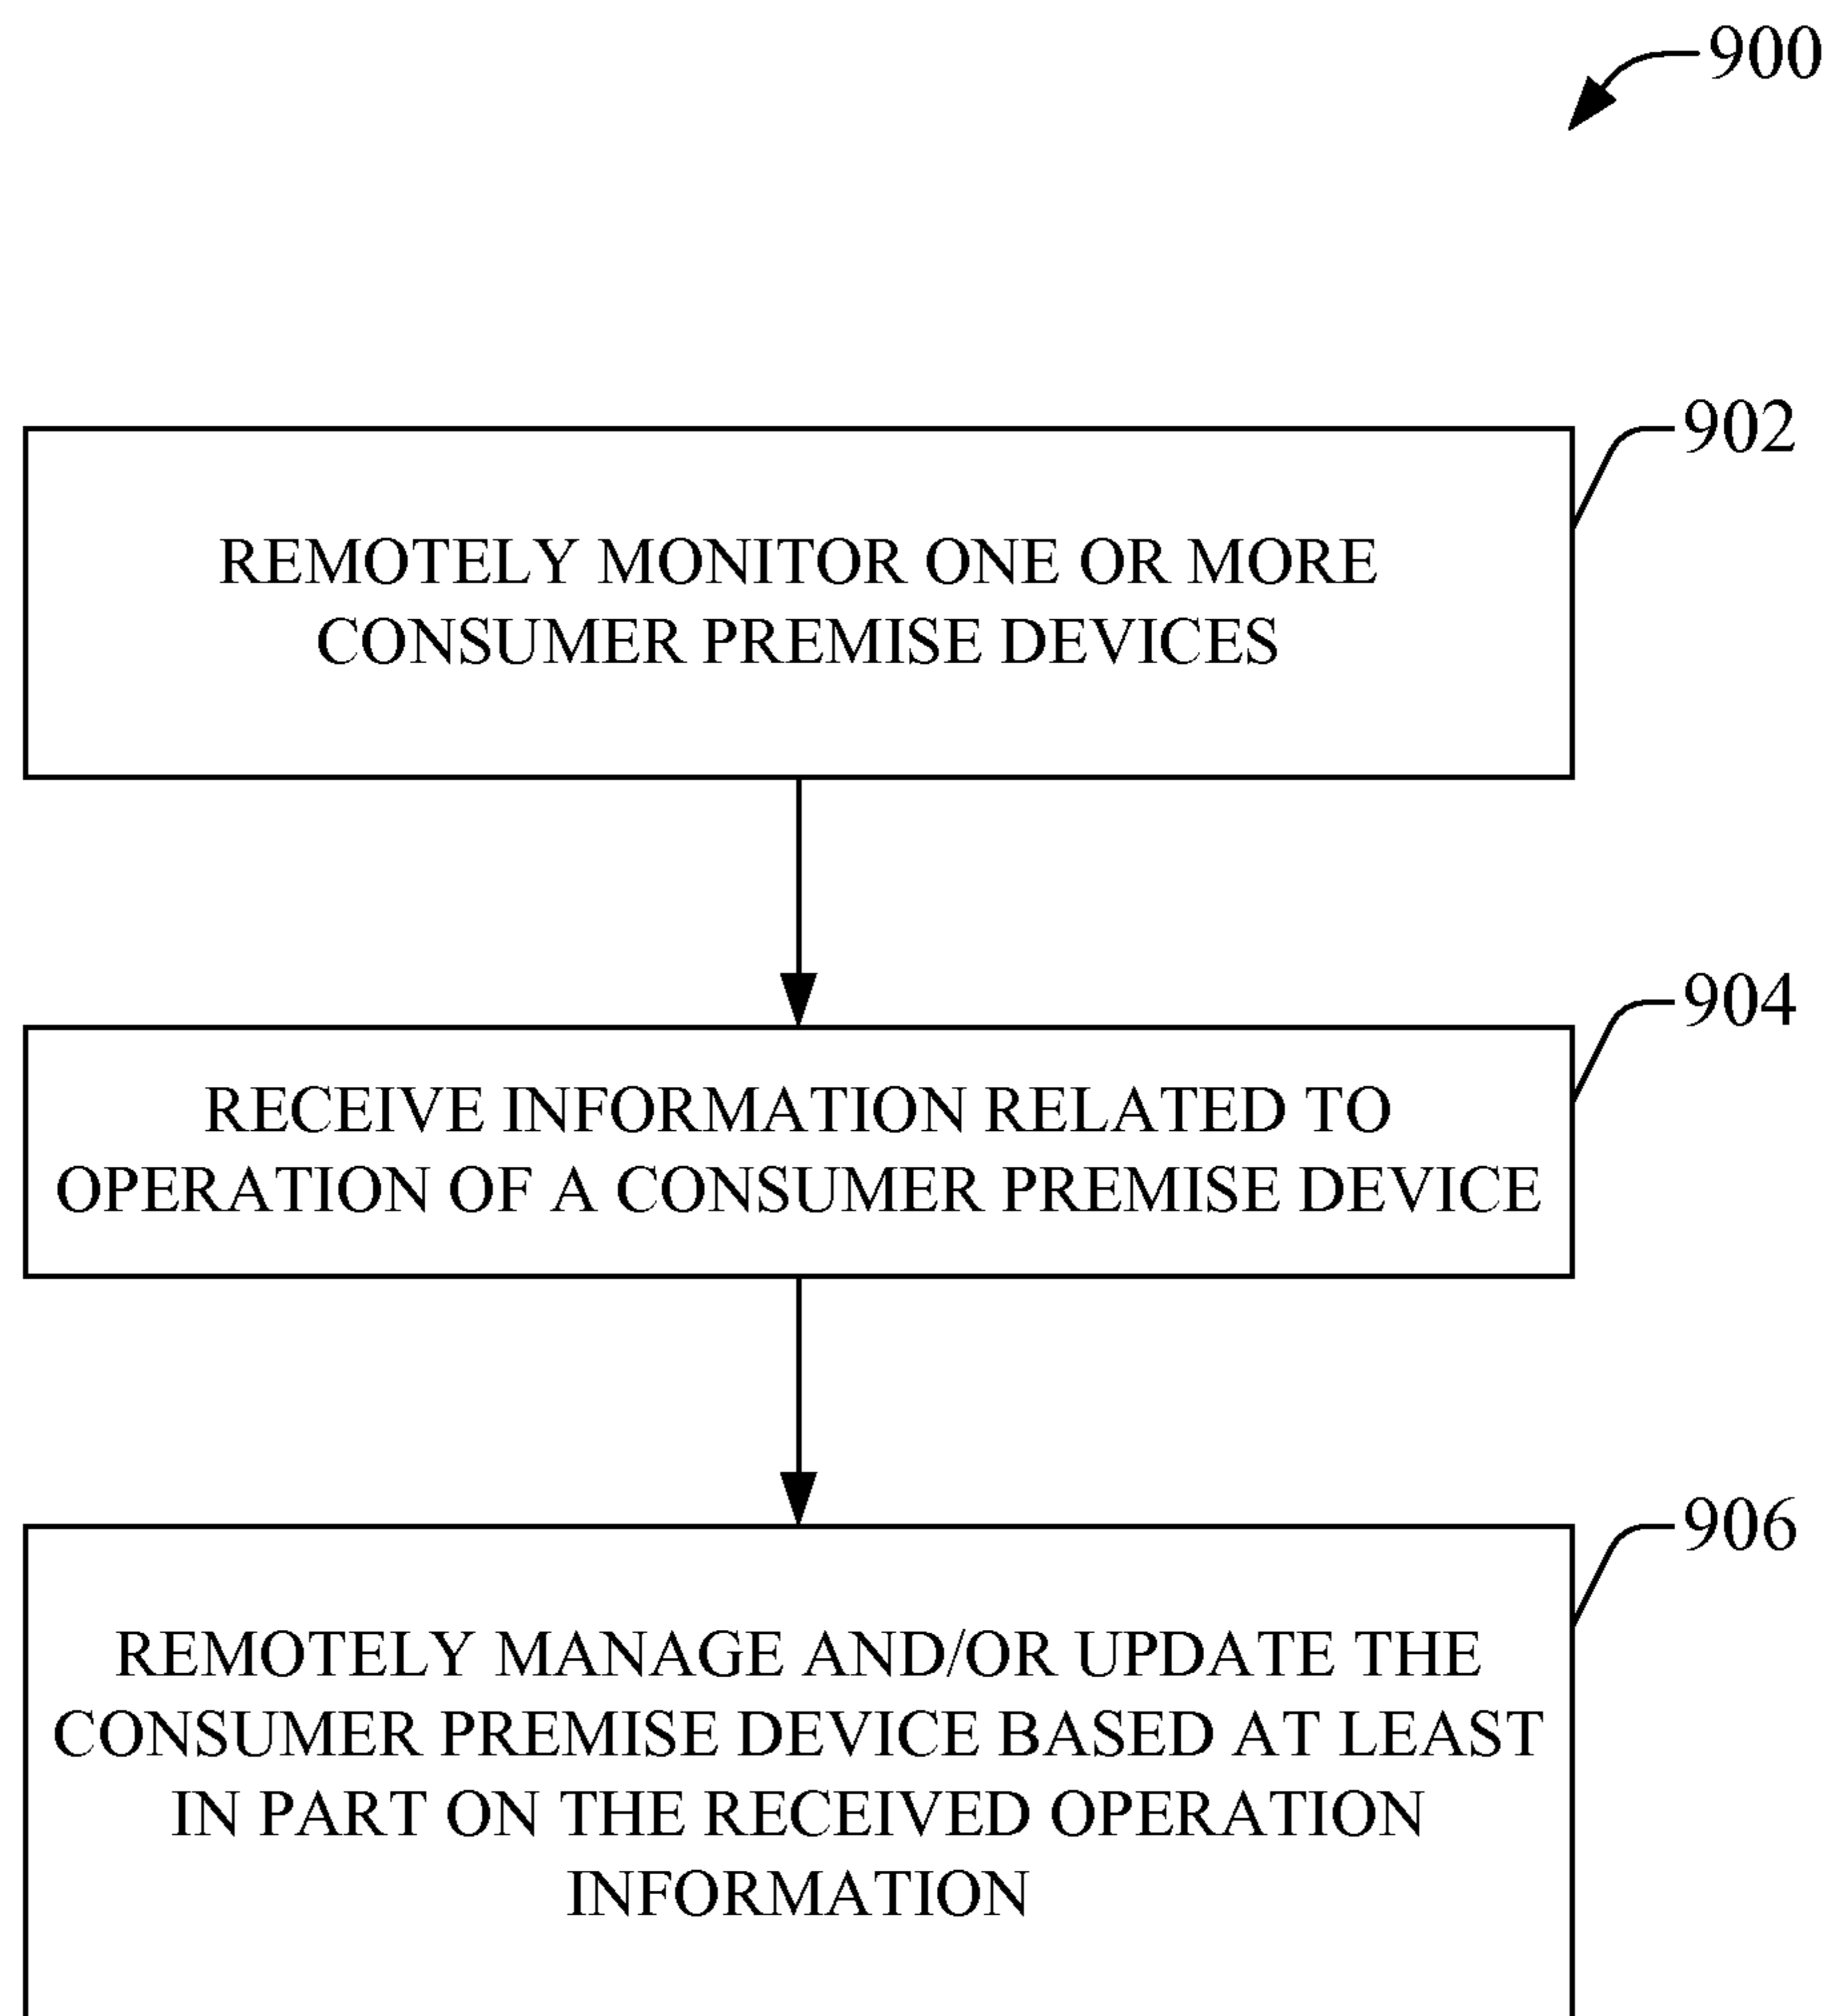 900
902
REMOTELY MONITOR ONE OR MORE
CONSUMER PREMISE DEVICES
904
RECEIVE INFORMATION RELATED TO
OPERATION OF A CONSUMER PREMISE DEVICE
906
REMOTELY MANAGE AND/OR UPDATE THE
CONSUMER PREMISE DEVICE BASED AT LEAST
IN PART ON THE RECEIVED OPERATION
INFORMATION